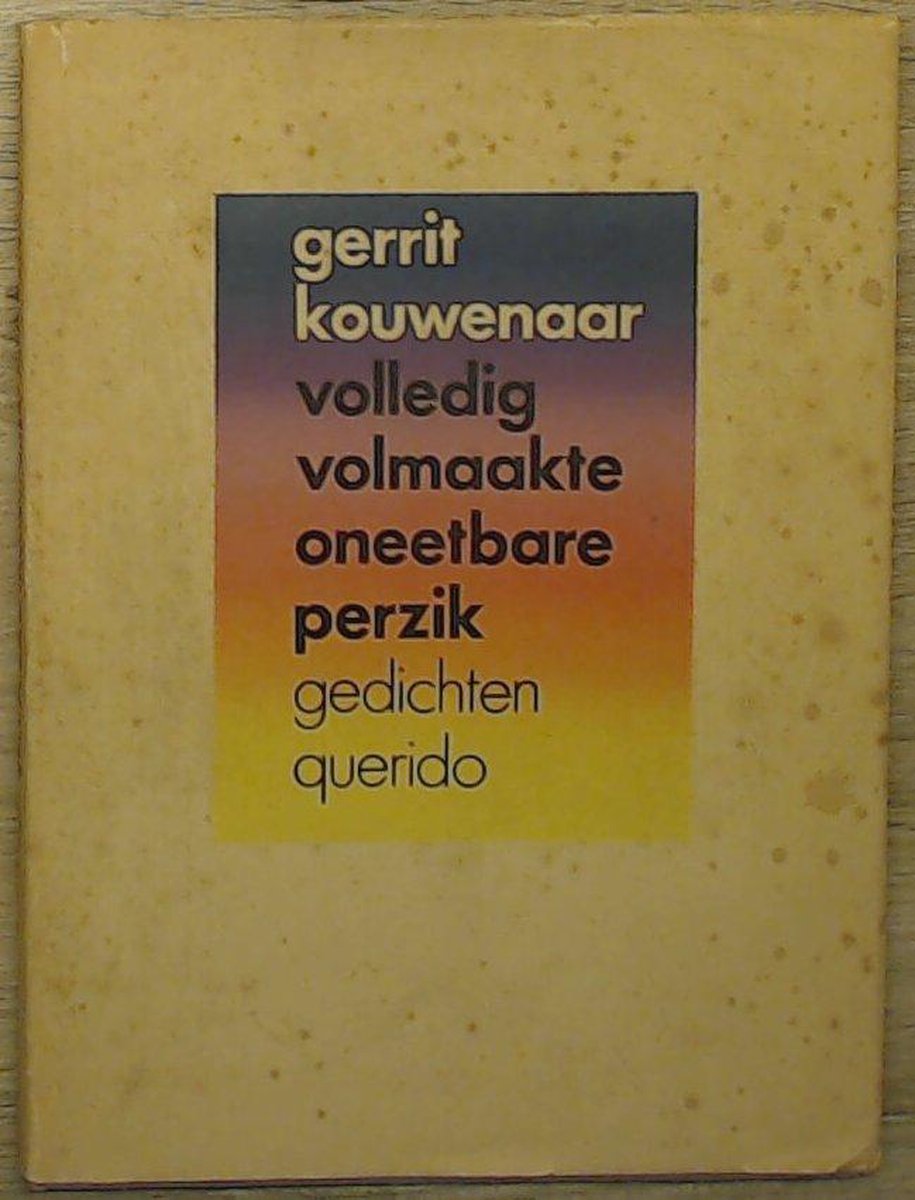 gerrit
kouwenaar
volledig
volmaakte
oneetbare
perzik
gedichten
querido